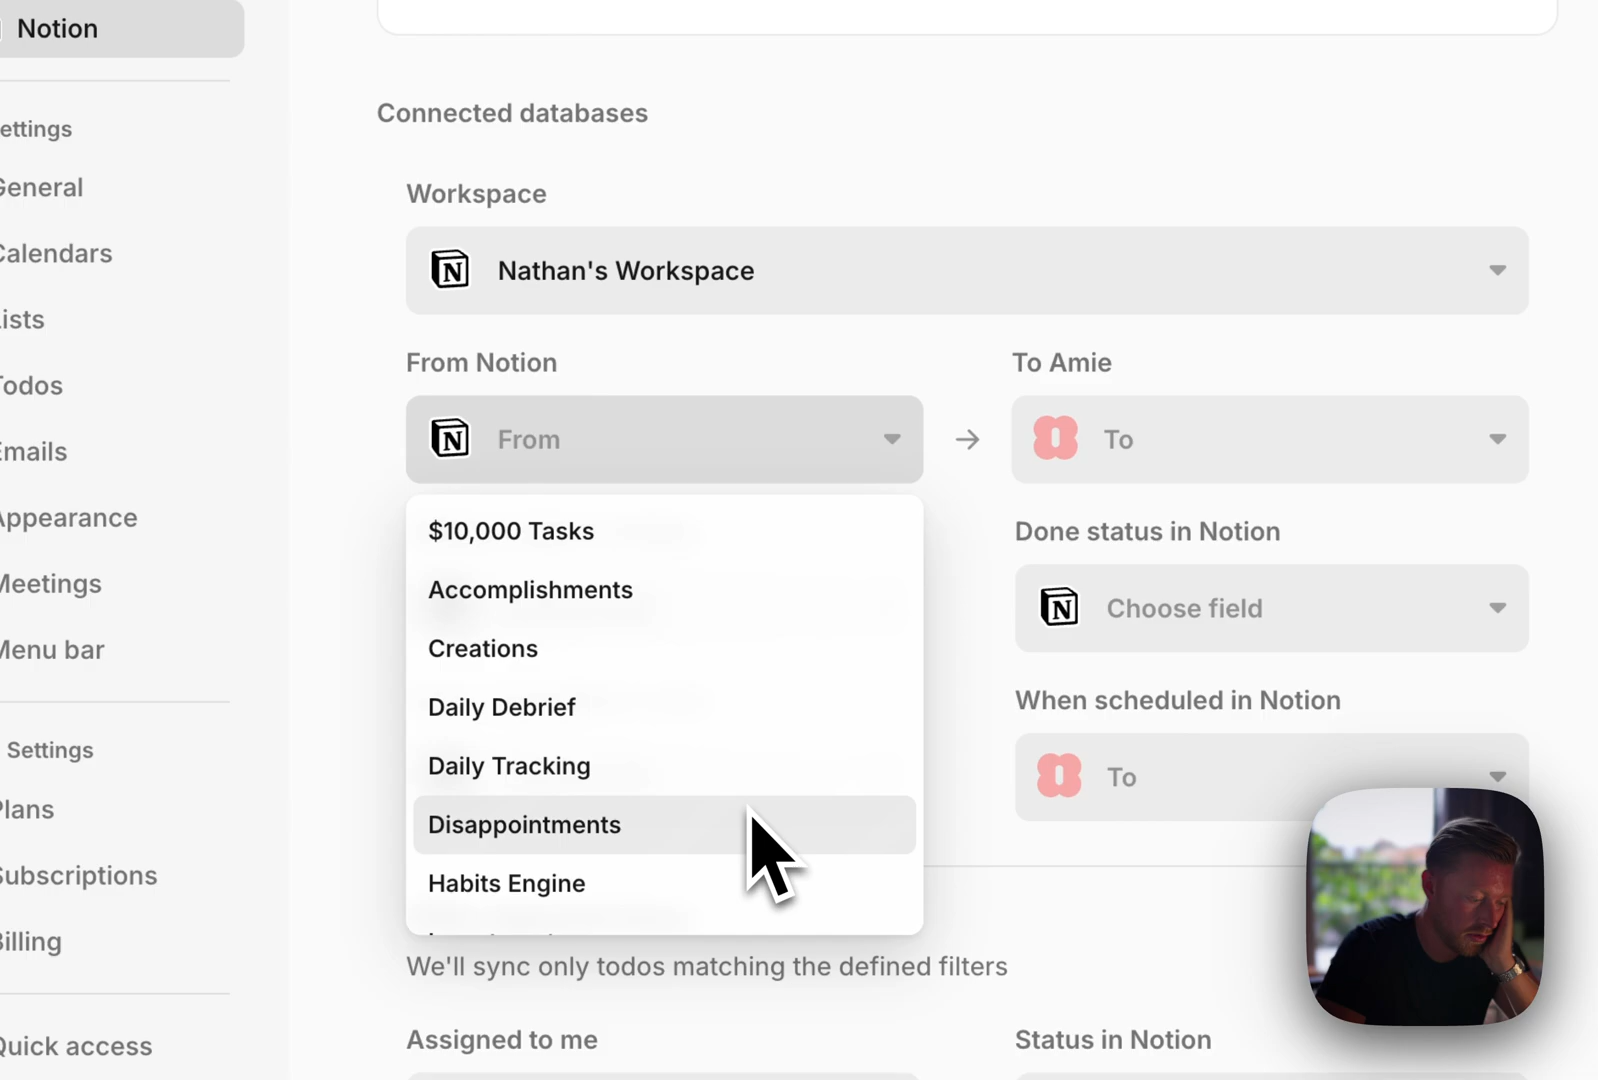 Notion
ettings
General
Calendars
Lists
Todos
Emails
Appearance
Meetings
Menu bar
Settings
Plans
Subscriptions
Billing
Quick access
Connected databases
Workspace
Nathan's Workspace
From Notion
From
To Amie
To
$10,000 Tasks
Accomplishments
Creations
Daily Debrief
Daily Tracking
Disappointments
Habits Engine
Done status in Notion
Choose field
When scheduled in Notion
To
We'll sync only todos matching the defined filters
Assigned to me
Status in Notion